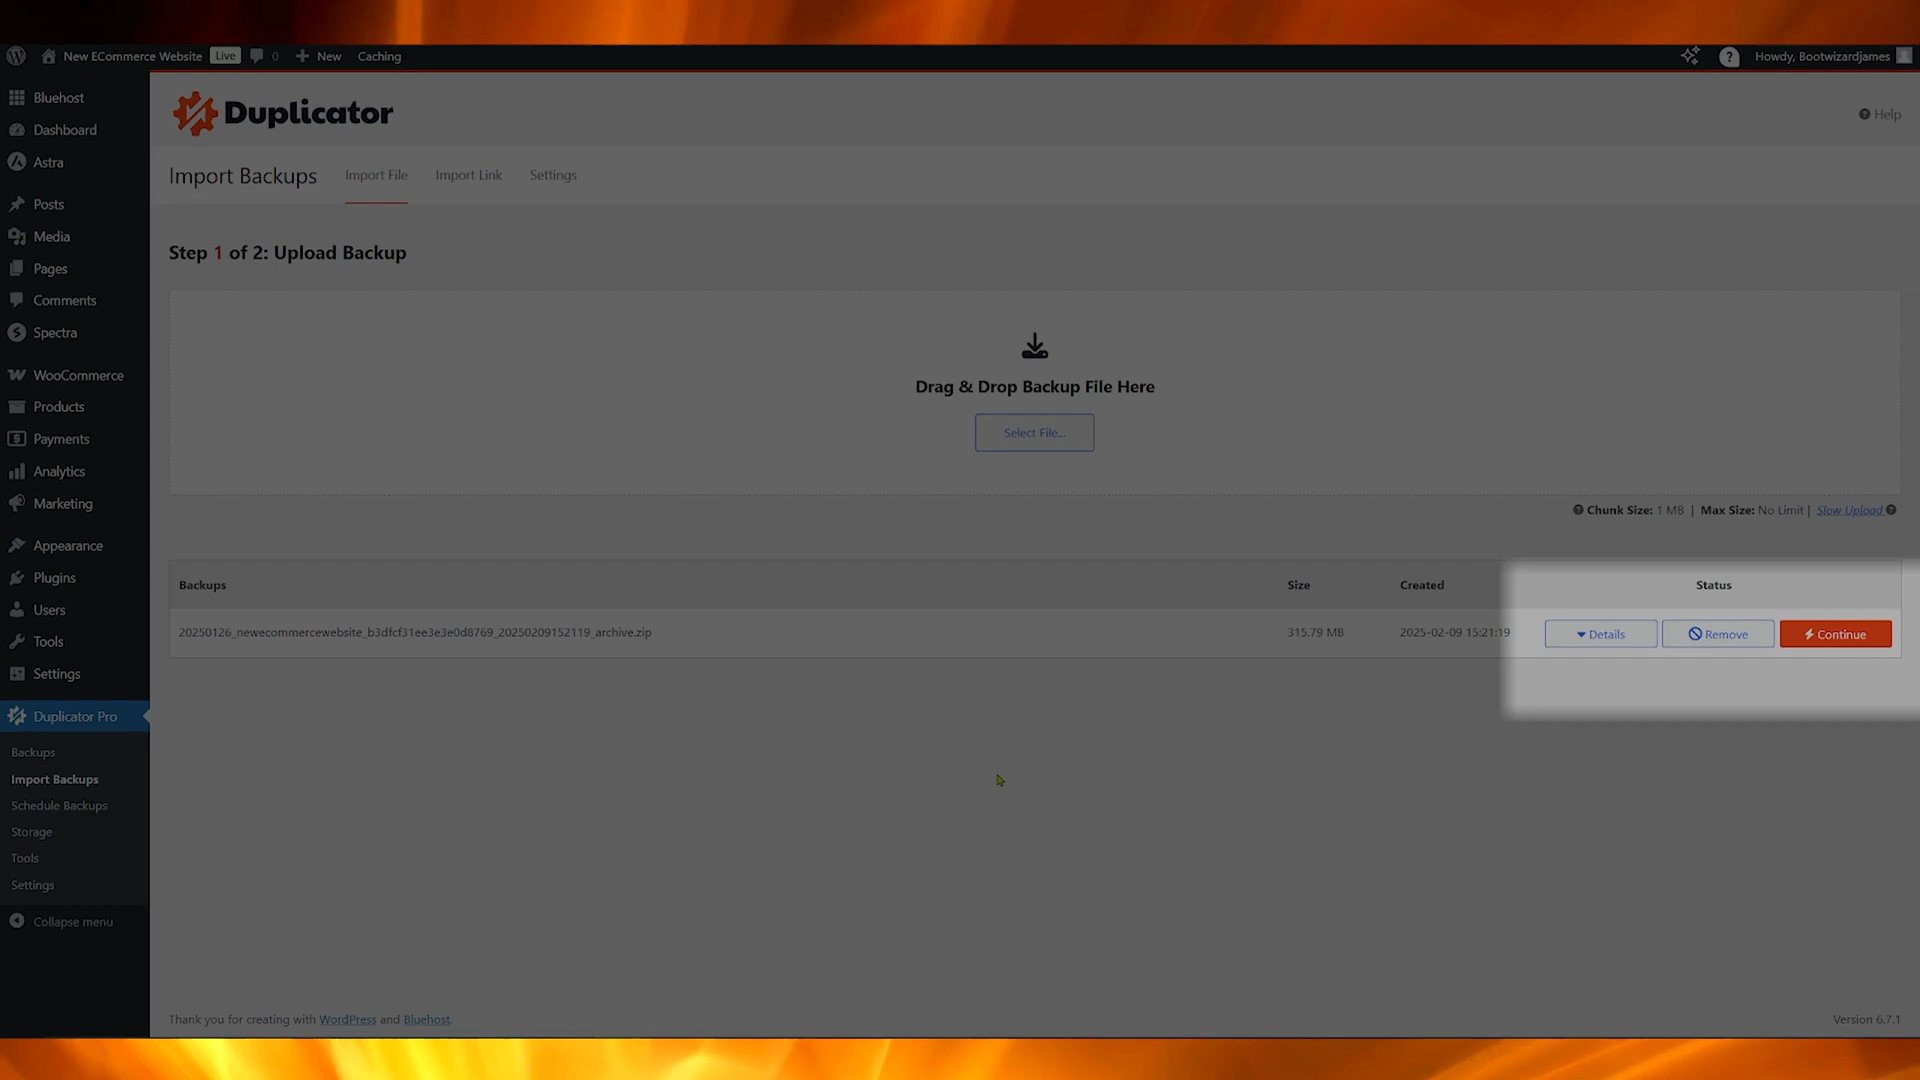 New ECommerce Website Live 0 New Caching ? Howdy, Bootwizardjames
Bluehost
Dashboard
Astra
Posts
Media
Pages
Comments
Spectra
WooCommerce
Products
Payments
Analytics
Marketing
Appearance
Plugins
Users
Tools
Settings
Duplicator Pro
Backups
Import Backups
Schedule Backups
Storage
Tools
Settings
Collapse menu
Duplicator
Help
Import Backups Import File Import Link Settings
Step 1 of 2: Upload Backup
Drag & Drop Backup File Here
Select File...
Chunk Size: 1 MB | Max Size: No Limit | Slow Upload
Backups Size Created Status
20250126_newecommercewebsite_b3dfcf31ee3e3e0d8769_20250209152119_archive.zip 315.79 MB 2025-02-09 15:21:19 Details Remove Continue
Thank you for creating with WordPress and Bluehost. Version 6.7.1